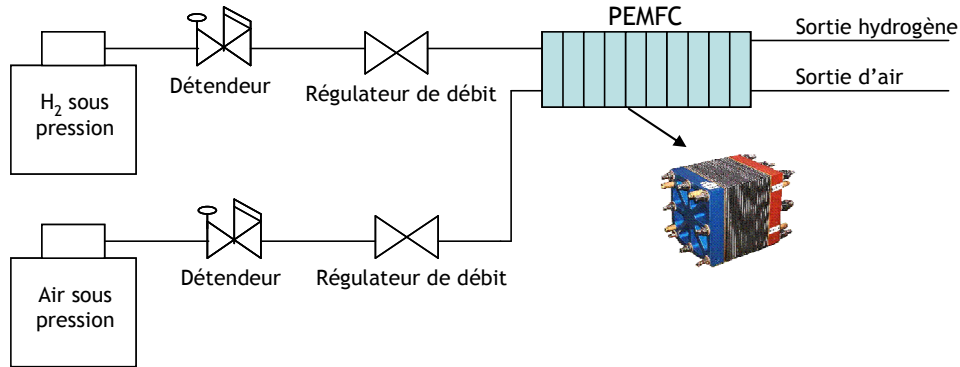 PEMFC
Sortie hydrogène
Sortie d’air
Détendeur
Régulateur de débit
H₂ sous
pression
Détendeur
Régulateur de débit
Air sous
pression